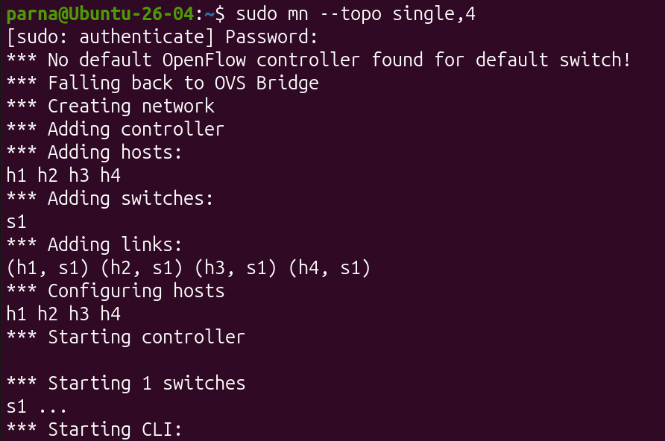 parna@Ubuntu-26-04:~$ sudo mn --topo single,4
[sudo: authenticate] Password:
*** No default OpenFlow controller found for default switch!
*** Falling back to OVS Bridge
*** Creating network
*** Adding controller
*** Adding hosts:
h1 h2 h3 h4
*** Adding switches:
s1
*** Adding links:
(h1, s1) (h2, s1) (h3, s1) (h4, s1)
*** Configuring hosts
h1 h2 h3 h4
*** Starting controller

*** Starting 1 switches
s1 ...
*** Starting CLI: